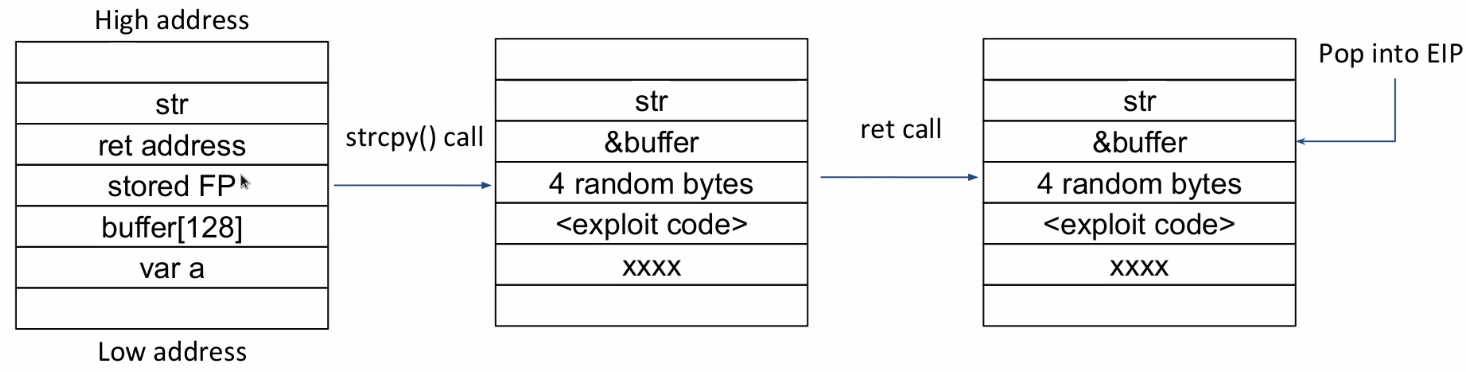 High address
str
ret address
stored FP
buffer[128]
var a
Low address
strcpy() call
str
&buffer
4 random bytes
<exploit code>
xxxx
ret call
str
&buffer
4 random bytes
<exploit code>
xxxx
Pop into EIP